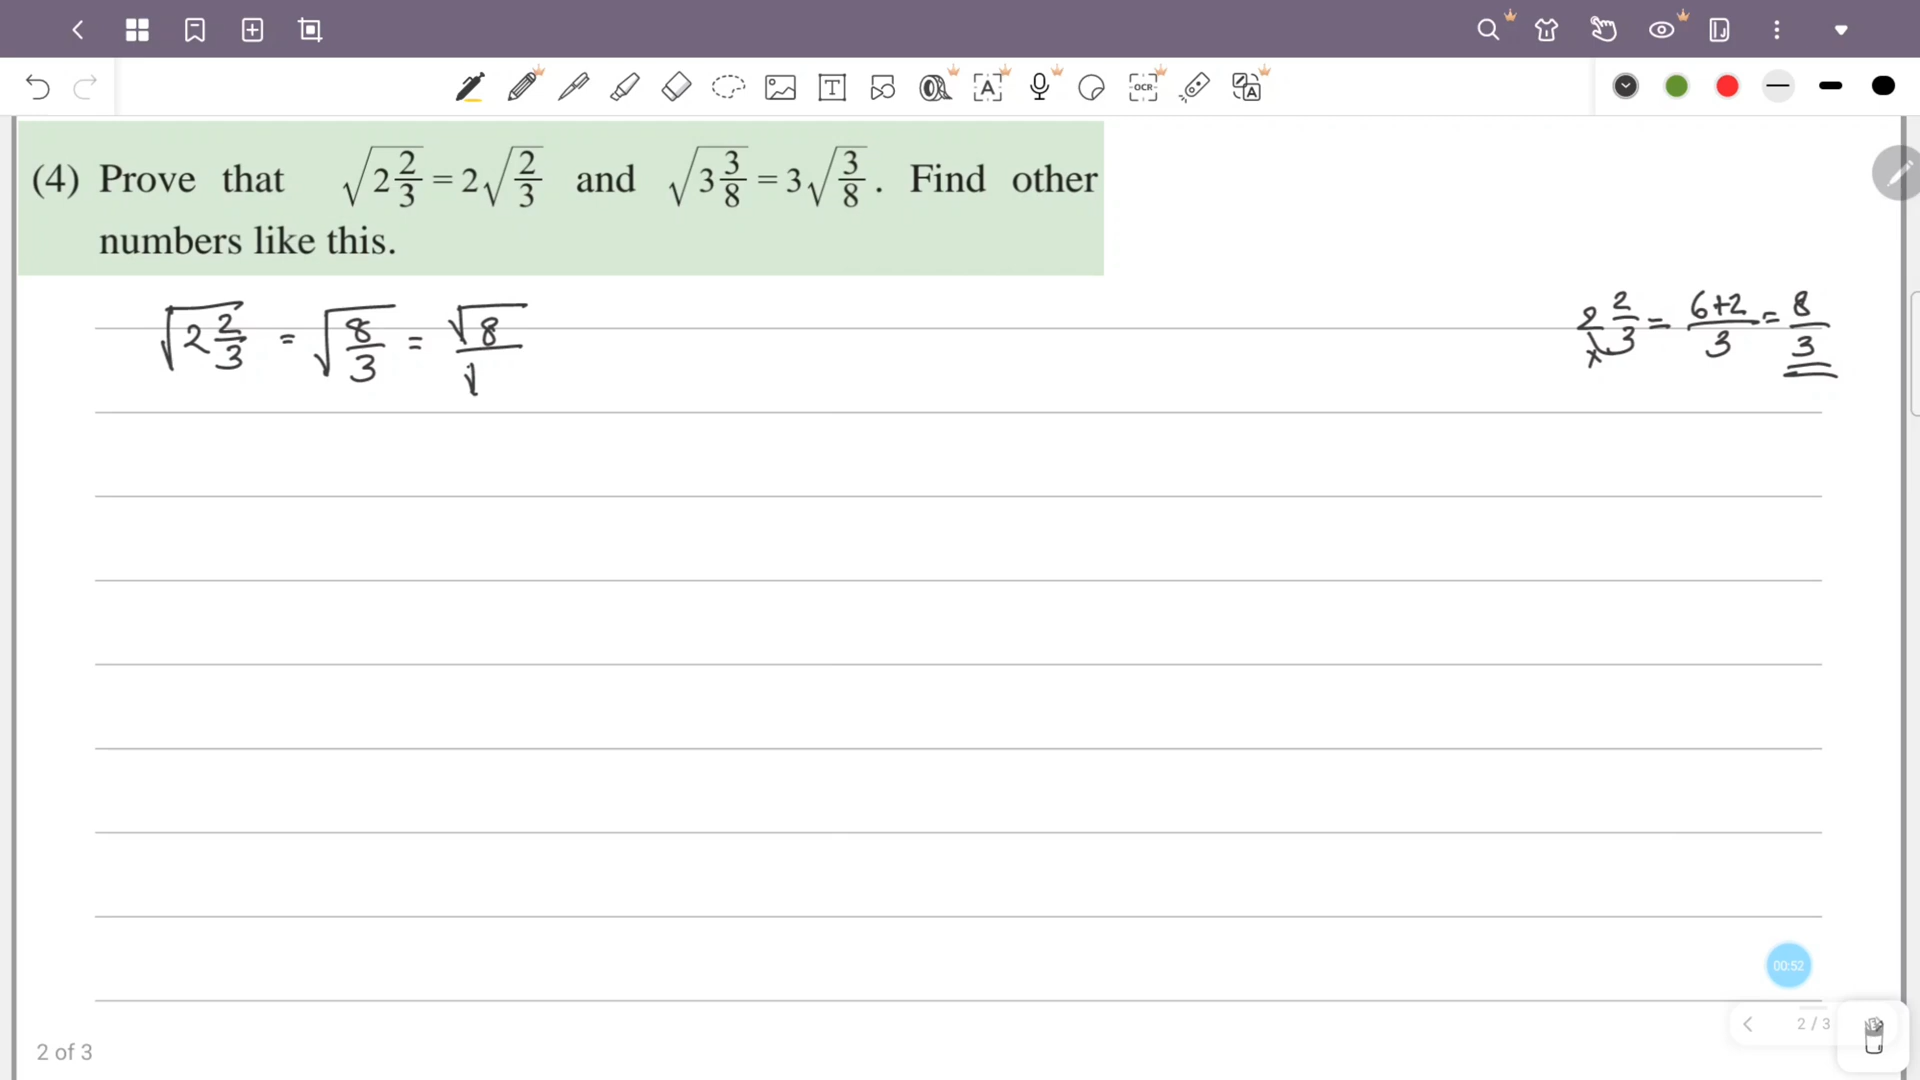 (4) Prove that √(2 2/3) = 2√(2/3) and √(3 3/8) = 3√(3/8). Find other
numbers like this.
√(2 2/3) = √(8/3) = √8/√
2 2/3 = (6+2)/3 = 8/3
x
00:52
2 / 3
2 of 3